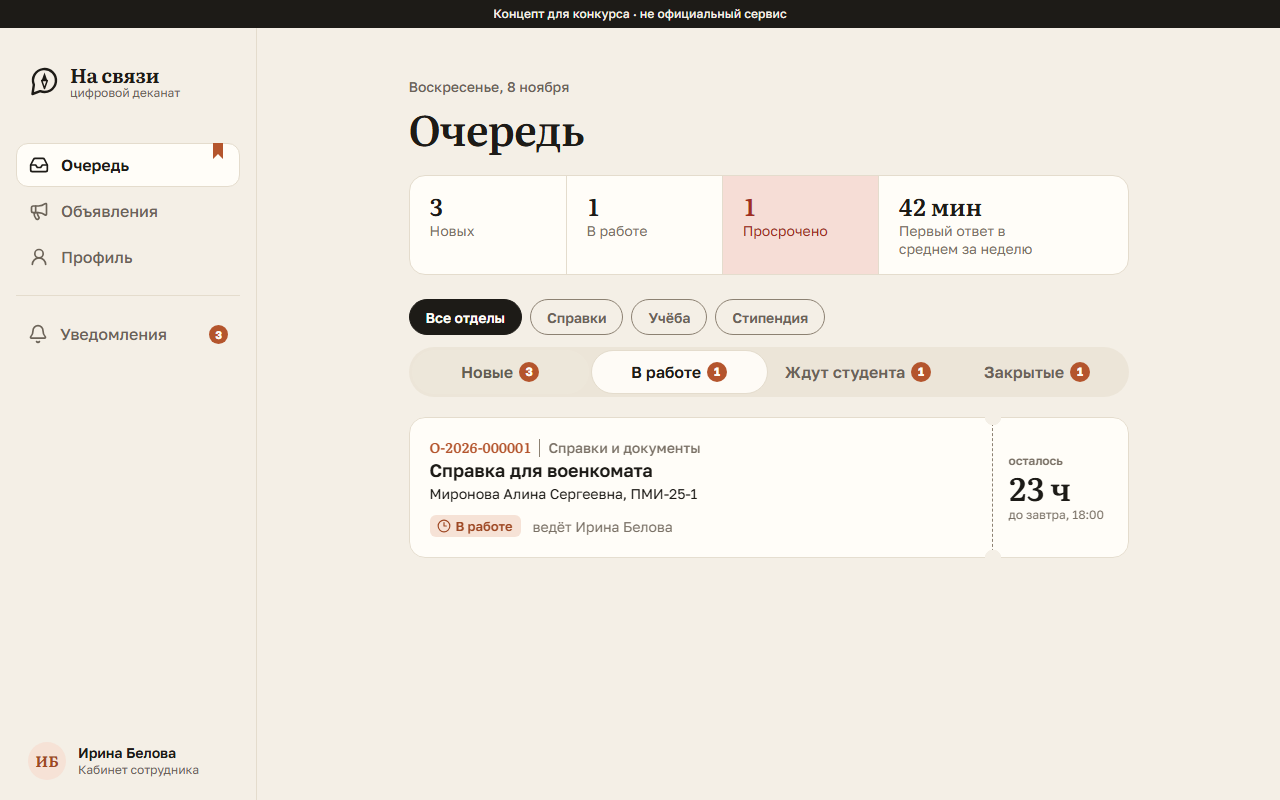 Концепт для конкурса · не официальный сервис
На связи
цифровой деканат
Очередь
Объявления
Профиль
Уведомления 3
Ирина Белова
ИБ
Кабинет сотрудника
Воскресенье, 8 ноября
Очередь
3
Новых
1
В работе
1
Просрочено
42 мин
Первый ответ в
среднем за неделю
Все отделы Справки Учёба Стипендия
Новые 3 В работе 1 Ждут студента 1 Закрытые 1
О-2026-000001 Справки и документы
Справка для военкомата
Миронова Алина Сергеевна, ПМИ-25-1
В работе ведёт Ирина Белова
осталось
23 ч
до завтра, 18:00